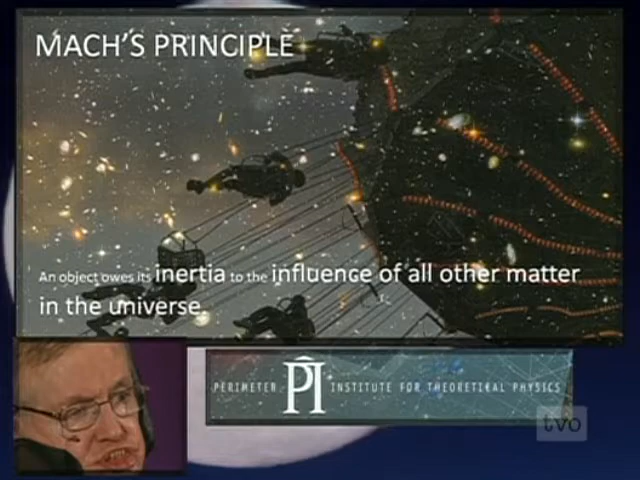 MACH'S PRINCIPLE
An object owes its inertia to the influence of all other matter
in the universe.
PERIMETER PI INSTITUTE FOR THEORETICAL PHYSICS
tvo